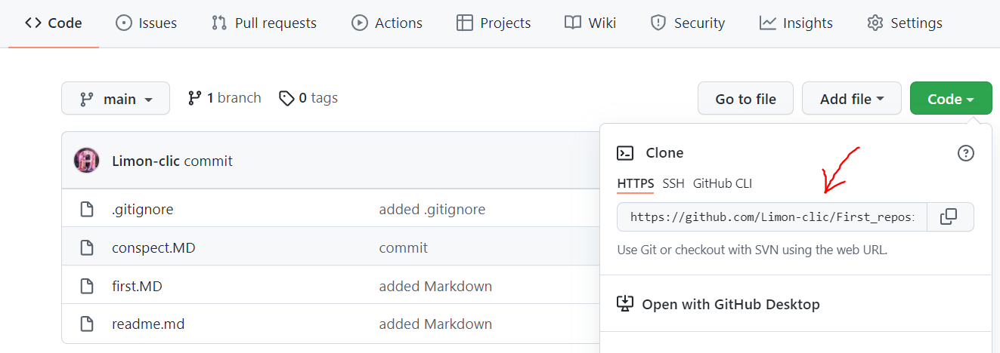 Code Issues Pull requests Actions Projects Wiki Security Insights Settings
main 1 branch 0 tags Go to file Add file Code
Limon-clic commit
.gitignore added .gitignore
conspect.MD commit
first.MD added Markdown
readme.md added Markdown
Clone
HTTPS SSH GitHub CLI
https://github.com/Limon-clic/First_repos
Use Git or checkout with SVN using the web URL.
Open with GitHub Desktop